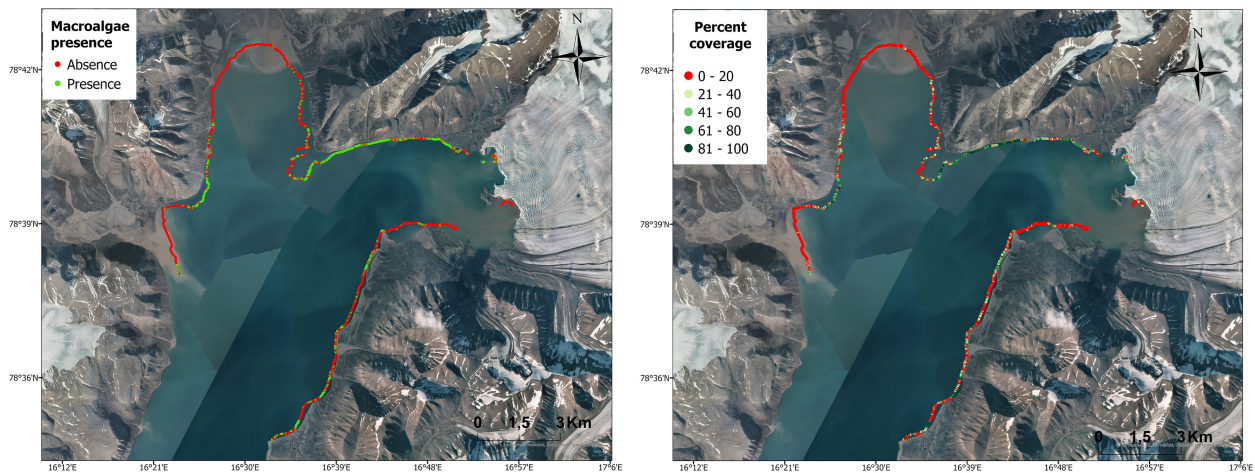 Macroalgae
presence
Absence
Presence
N
78°42'N
78°39'N
78°36'N
0 1,5 3 Km
16°12'E 16°21'E 16°30'E 16°39'E 16°48'E 16°57'E 17°6'E
Percent
coverage
0 - 20
21 - 40
41 - 60
61 - 80
81 - 100
N
78°42'N
78°39'N
78°36'N
0 1,5 3 Km
16°12'E 16°21'E 16°30'E 16°39'E 16°48'E 16°57'E 17°6'E